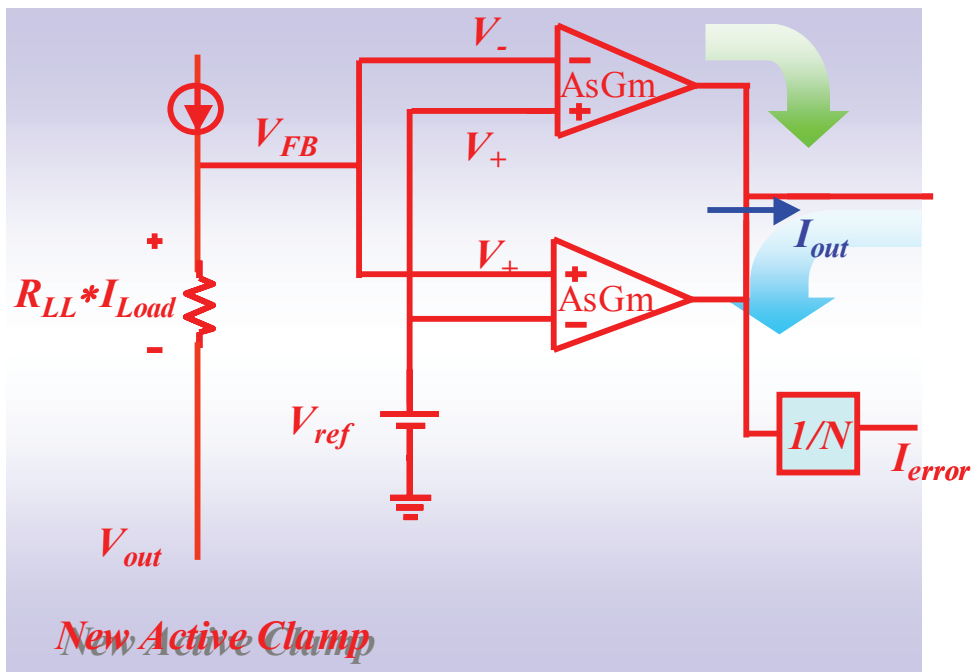 V-
AsGm
VFB
V+
Iout
V+
AsGm
+
RLL*ILoad
-
Vref
1/N
Ierror
Vout
New Active Clamp